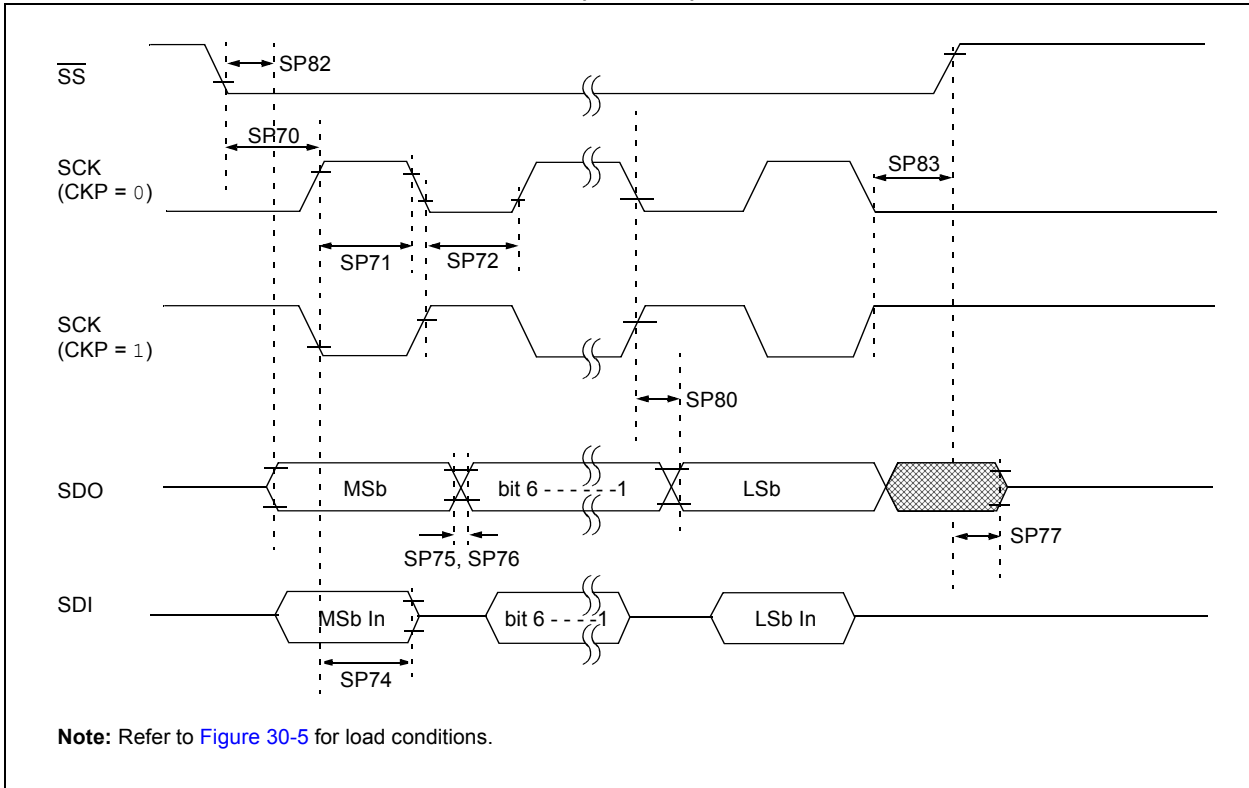 SS
SP82
SP70
SCK
(CKP = 0)
SP83
SP71
SP72
SCK
(CKP = 1)
SP80
SDO
MSb
bit 6 - - - - - -1
LSb
SP77
SP75, SP76
SDI
MSb In
bit 6 - - - -1
LSb In
SP74
Note: Refer to Figure 30-5 for load conditions.